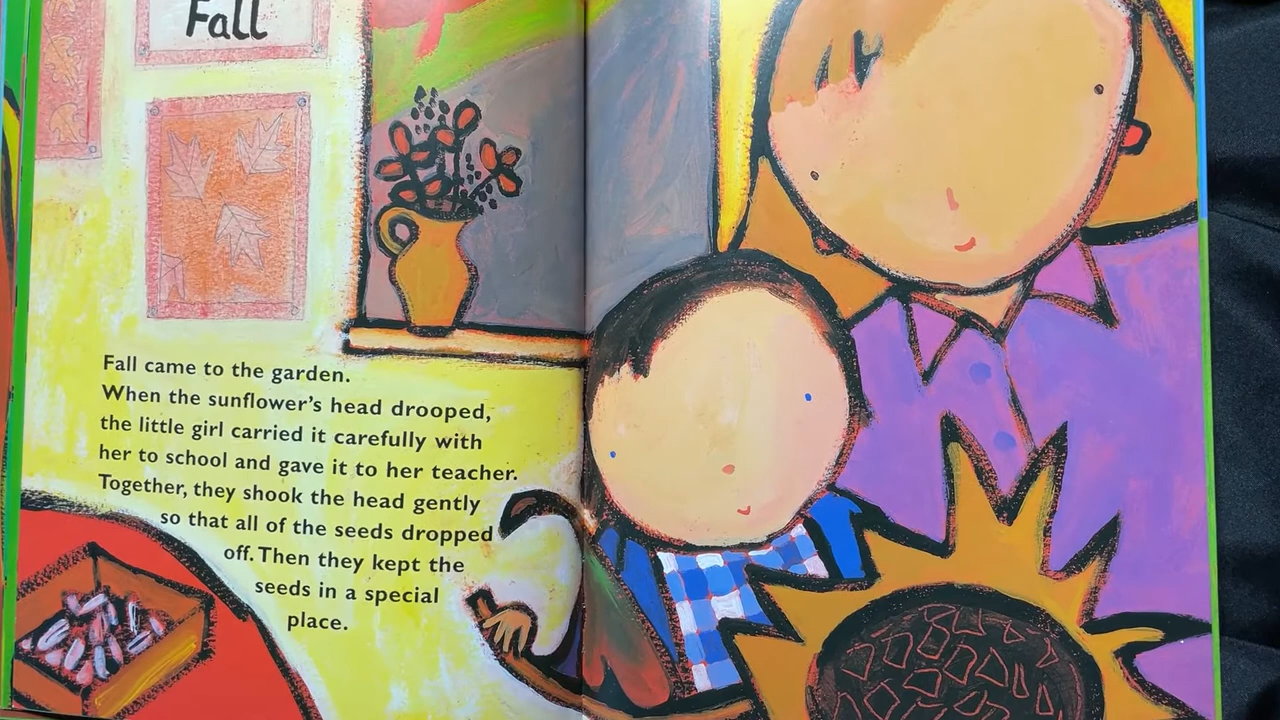 Fall
Fall came to the garden.
When the sunflower's head drooped,
the little girl carried it carefully with
her to school and gave it to her teacher.
Together, they shook the head gently
so that all of the seeds dropped
off. Then they kept the
seeds in a special
place.